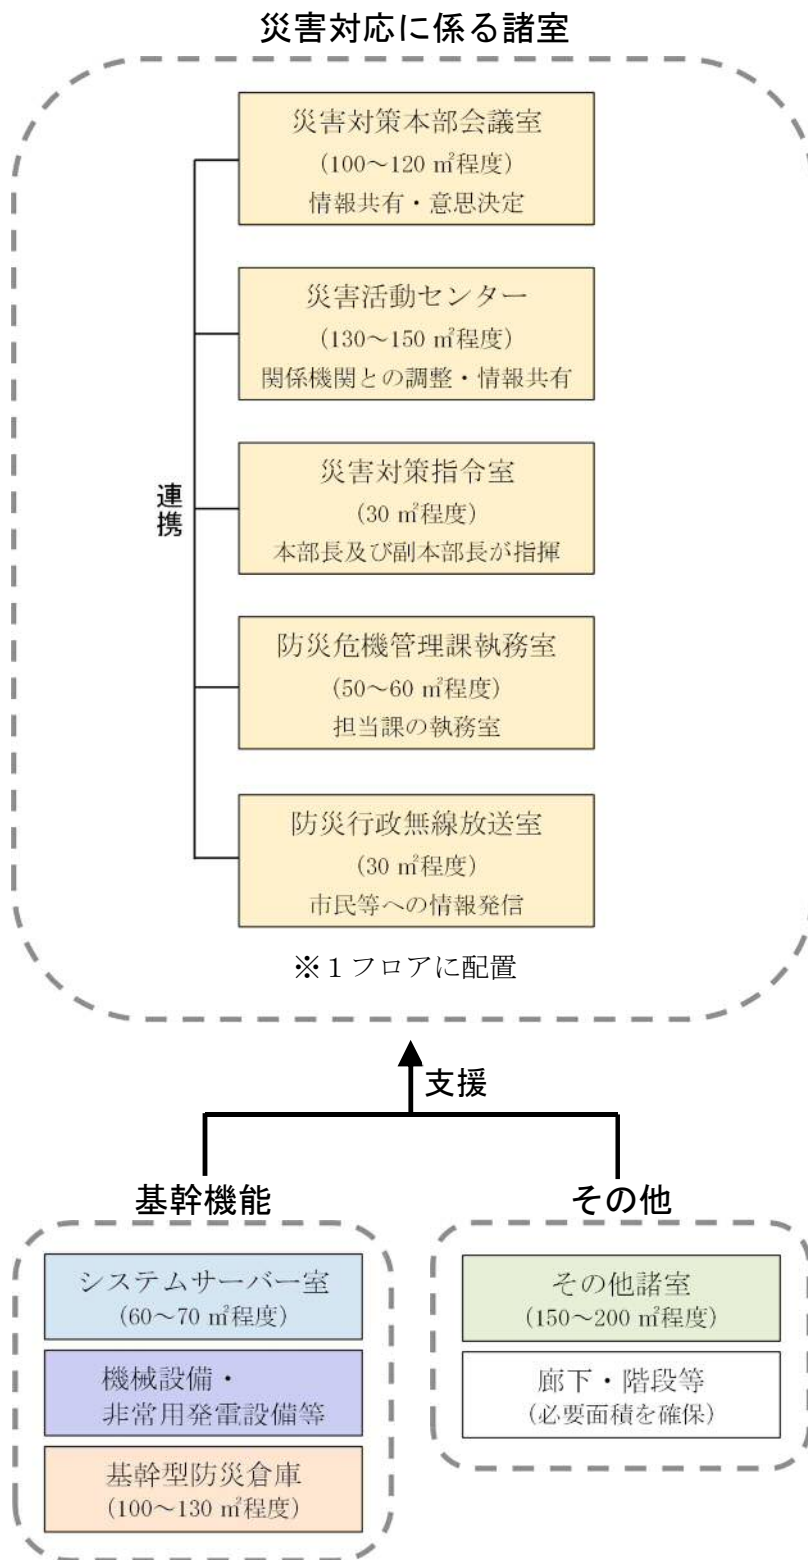 災害対応に係る諸室
災害対策本部会議室
(100～120 ㎡程度)
情報共有・意思決定
災害活動センター
(130～150 ㎡程度)
関係機関との調整・情報共有
連携
災害対策指令室
(30 ㎡程度)
本部長及び副本部長が指揮
防災危機管理課執務室
(50～60 ㎡程度)
担当課の執務室
防災行政無線放送室
(30 ㎡程度)
市民等への情報発信
※１フロアに配置
支援
基幹機能
システムサーバー室
(60～70 ㎡程度)
機械設備・
非常用発電設備等
基幹型防災倉庫
(100～130 ㎡程度)
その他
その他諸室
(150～200 ㎡程度)
廊下・階段等
(必要面積を確保)